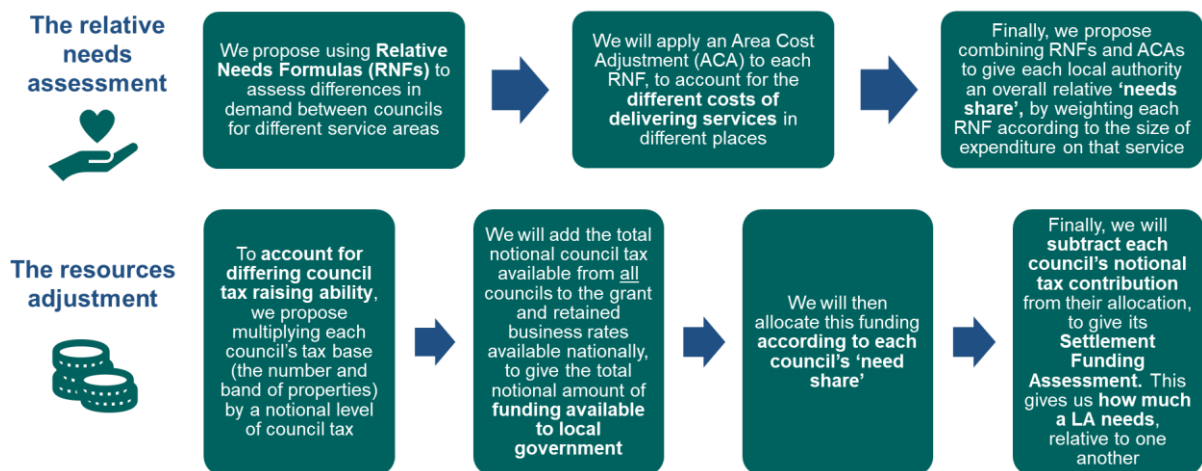 The relative
needs
assessment
We propose using Relative
Needs Formulas (RNFs) to
assess differences in
demand between councils
for different service areas
We will apply an Area Cost
Adjustment (ACA) to each
RNF, to account for the
different costs of
delivering services in
different places
Finally, we propose
combining RNFs and ACAs
to give each local authority
an overall relative ‘needs
share’, by weighting each
RNF according to the size of
expenditure on that service
The resources
adjustment
To account for
differing council
tax raising ability,
we propose
multiplying each
council’s tax base
(the number and
band of properties)
by a notional level
of council tax
We will add the total
notional council tax
available from all
councils to the grant
and retained
business rates
available nationally,
to give the total
notional amount of
funding available
to local
government
We will then
allocate this funding
according to each
council’s ‘need
share’
Finally, we will
subtract each
council’s notional
tax contribution
from their allocation,
to give its
Settlement
Funding
Assessment. This
gives us how much
a LA needs,
relative to one
another